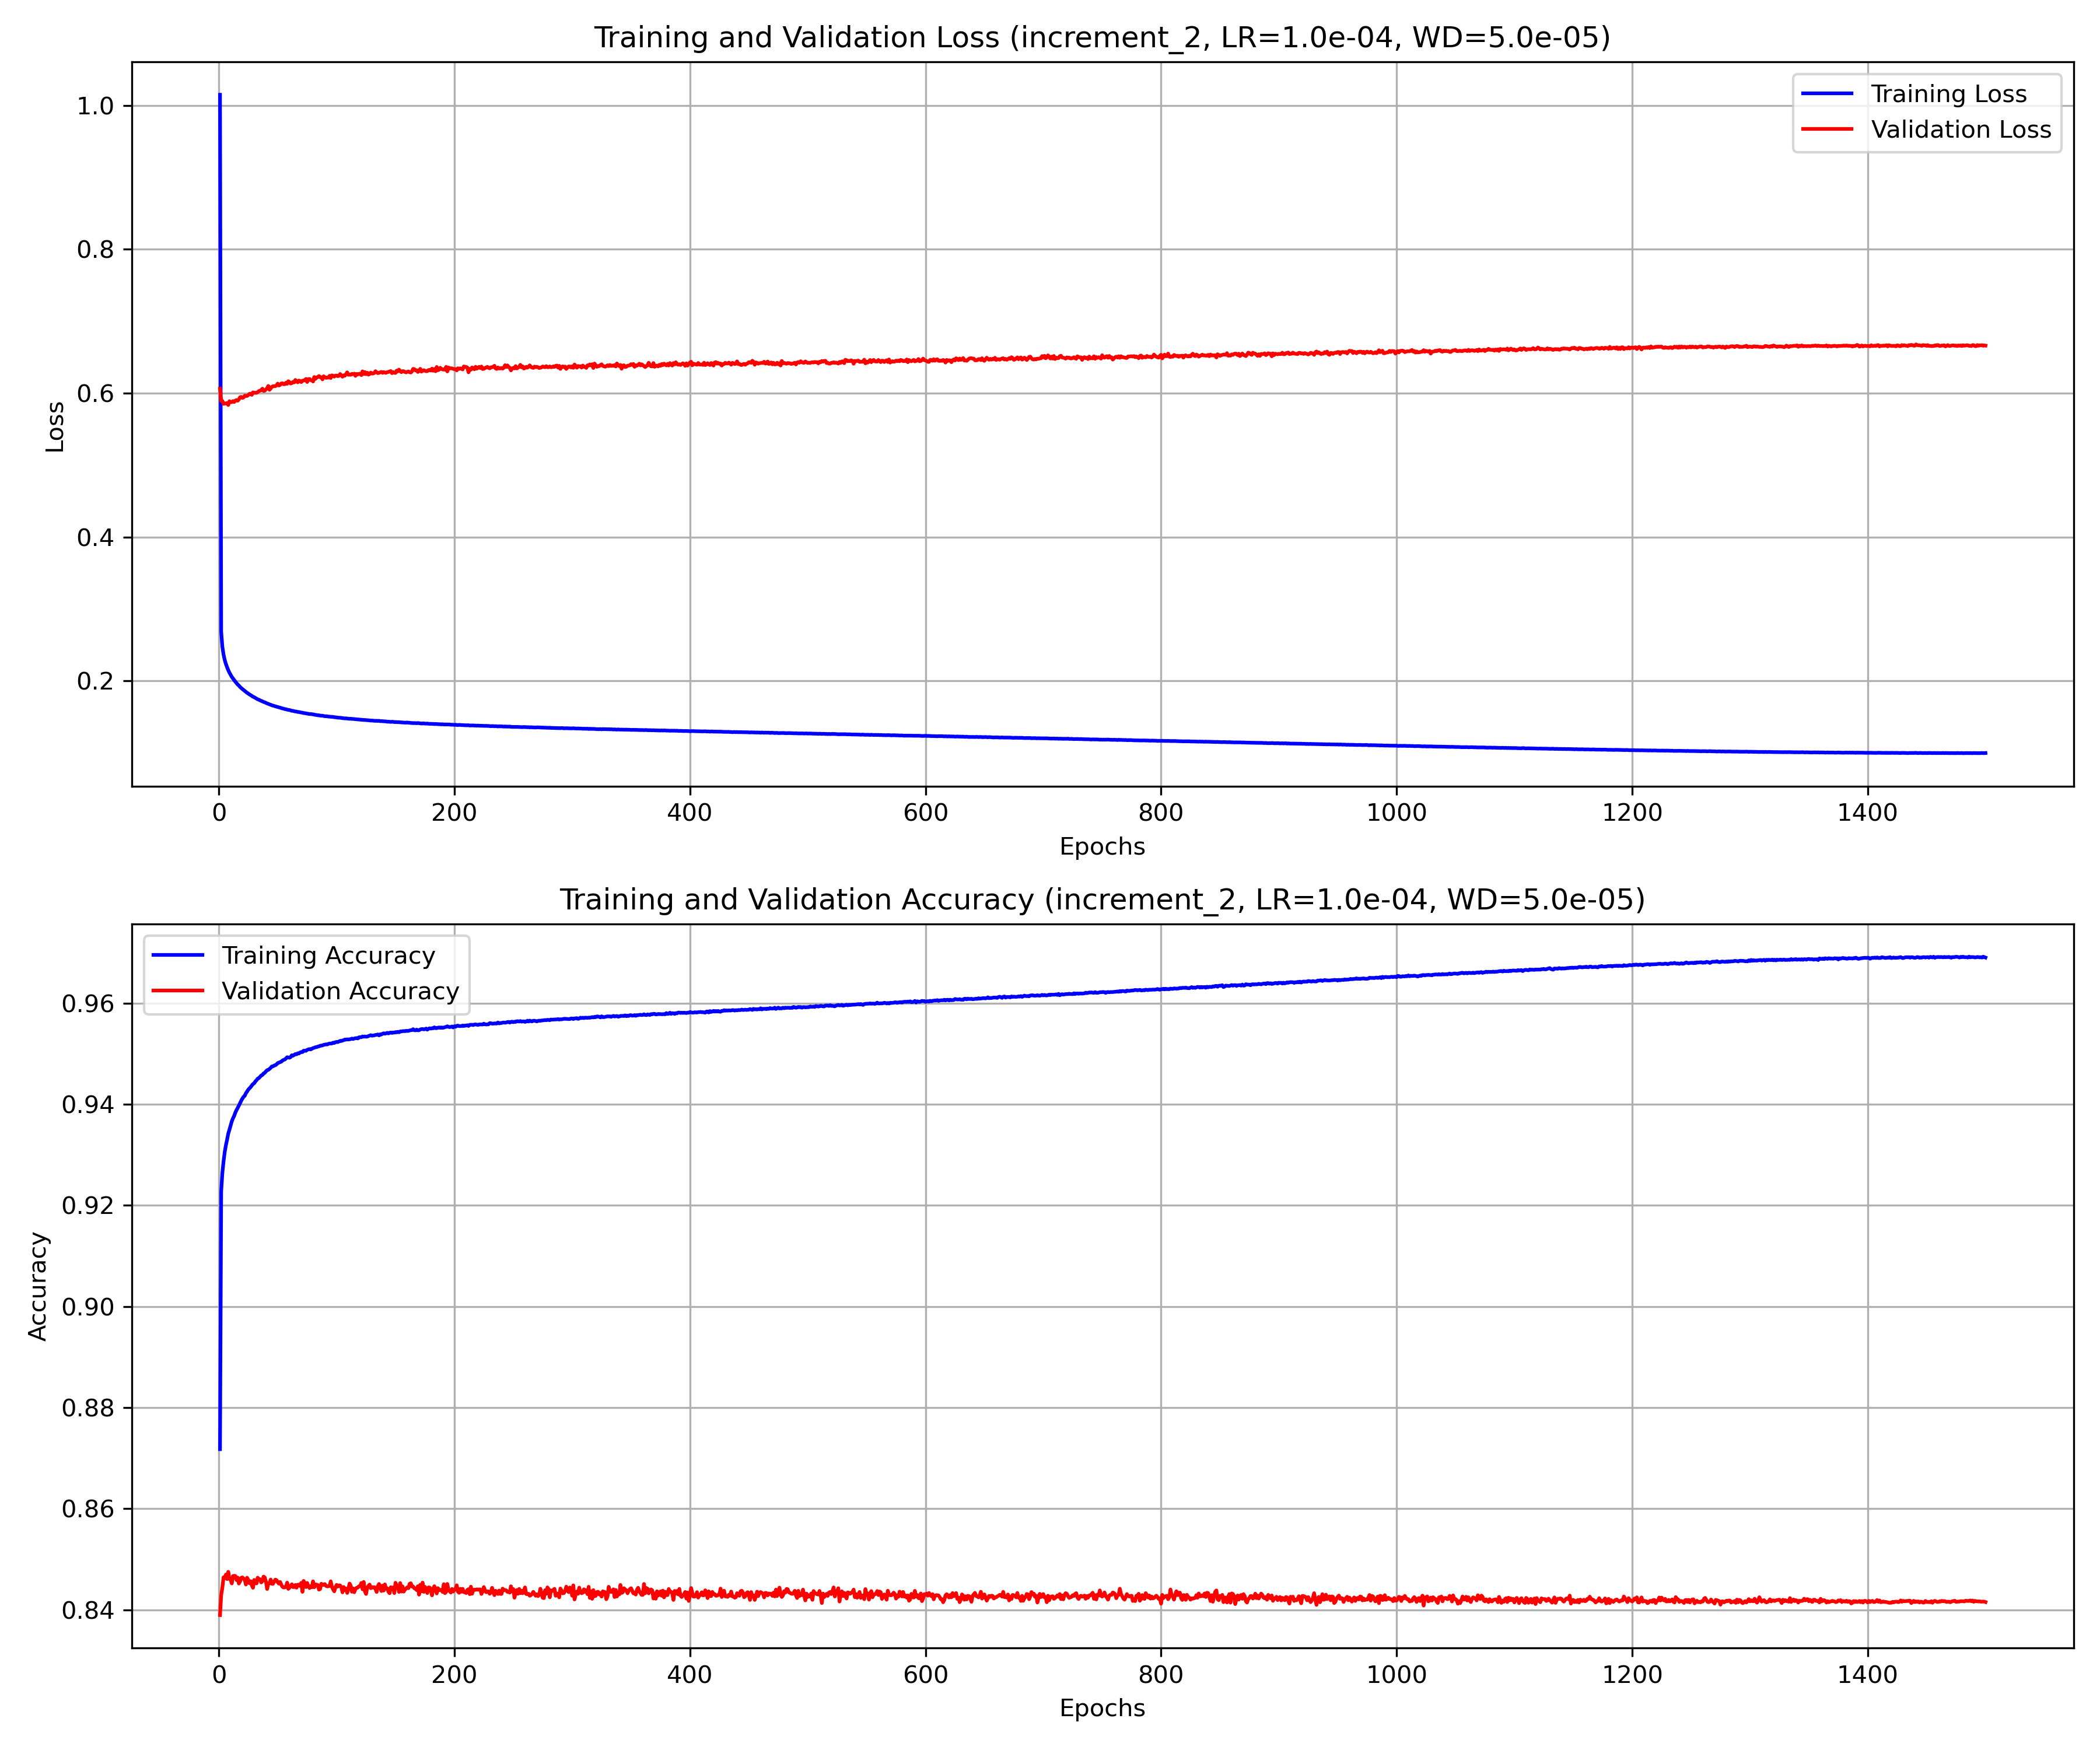 Training and Validation Loss (increment_2, LR=1.0e-04, WD=5.0e-05)
Training Loss
Validation Loss
1.0
0.8
0.6
0.4
0.2
Loss
0 200 400 600 800 1000 1200 1400
Epochs
Training and Validation Accuracy (increment_2, LR=1.0e-04, WD=5.0e-05)
Training Accuracy
Validation Accuracy
0.96
0.94
0.92
0.90
0.88
0.86
0.84
Accuracy
0 200 400 600 800 1000 1200 1400
Epochs